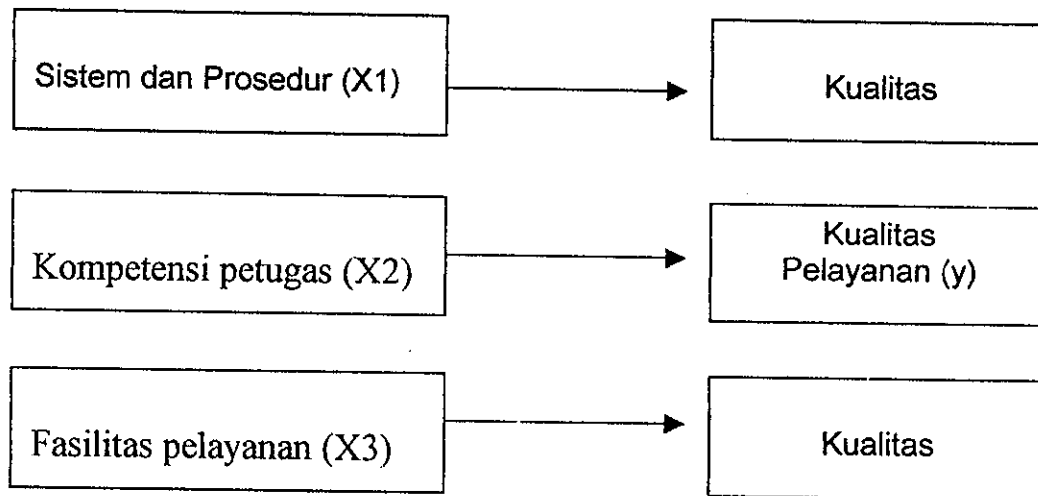 Sistem dan Prosedur (X1)
Kualitas
Kompetensi petugas (X2)
Kualitas
Pelayanan (y)
Fasilitas pelayanan (X3)
Kualitas